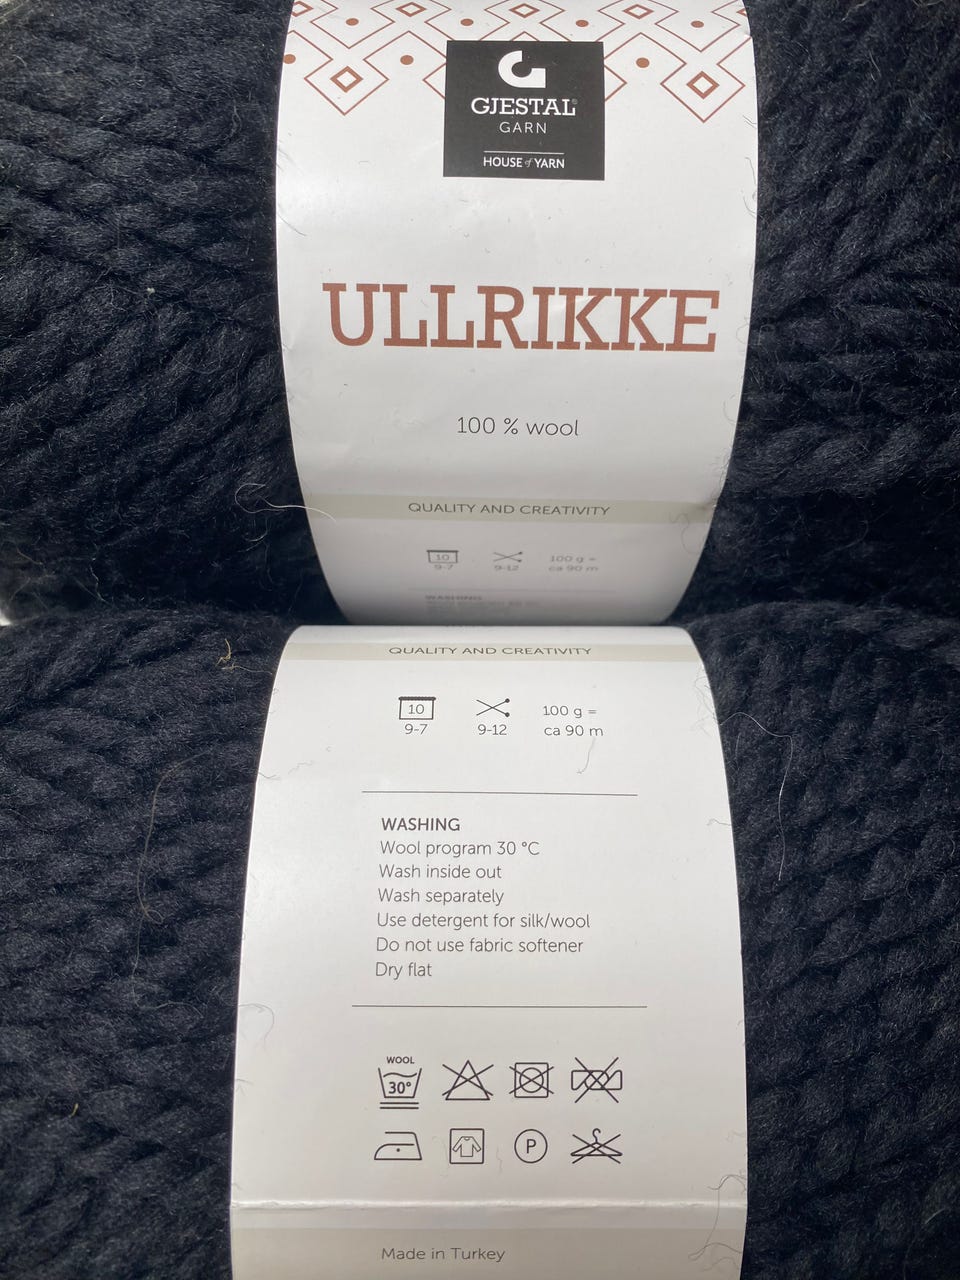 GJESTAL®
GARN
HOUSE of YARN
ULLRIKKE
100 % wool
QUALITY AND CREATIVITY
10
9-7
9-12
100 g =
ca 90 m
WASHING
QUALITY AND CREATIVITY
10
9-7
9-12
100 g =
ca 90 m
WASHING
Wool program 30 °C
Wash inside out
Wash separately
Use detergent for silk/wool
Do not use fabric softener
Dry flat
WOOL
30°
P
Made in Turkey